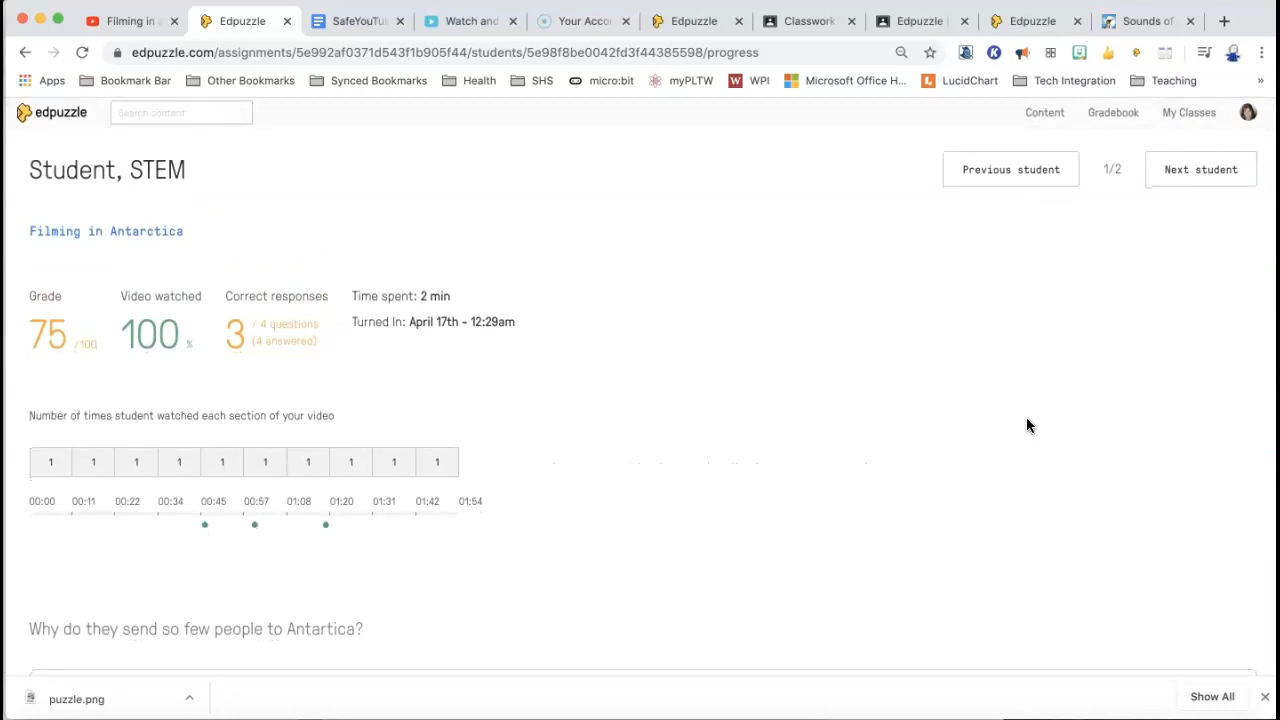 Filming in
Edpuzzle
SafeYouTu
Watch and
Your Acco
Edpuzzle
Classwork
Edpuzzle
Edpuzzle
Sounds of
edpuzzle.com/assignments/5e992af0371d543f1b905f44/students/5e98f8be0042fd3f44385598/progress
Apps
Bookmark Bar
Other Bookmarks
Synced Bookmarks
Health
SHS
micro:bit
myPLTW
W WPI
Microsoft Office H...
LucidChart
Tech Integration
Teaching
»
edpuzzle
Search content
Content
Gradebook
My Classes
Student, STEM
Previous student
1/2
Next student
Filming in Antarctica
Grade
Video watched
Correct responses
Time spent: 2 min
75 /100
100 %
3 / 4 questions
(4 answered)
Turned In: April 17th - 12:29am
Number of times student watched each section of your video
1 1 1 1 1 1 1 1 1 1
00:00 00:11 00:22 00:34 00:45 00:57 01:08 01:20 01:31 01:42 01:54
Why do they send so few people to Antartica?
puzzle.png
Show All